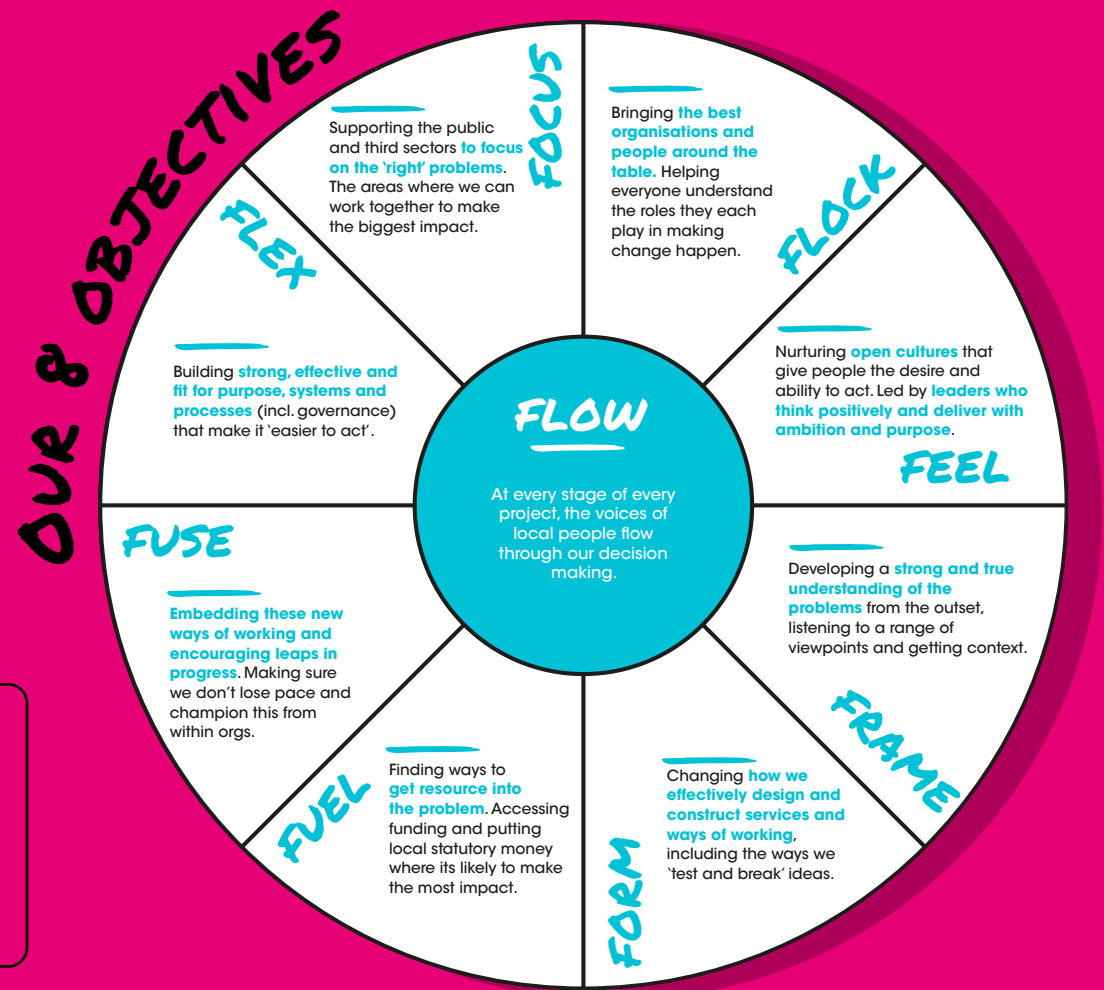 OUR & OBJECTIVES
FOCUS
Supporting the public
and third sectors to focus
on the ‘right’ problems.
The areas where we can
work together to make
the biggest impact.
FLOCK
Bringing the best
organisations and
people around the
table. Helping
everyone understand
the roles they each
play in making
change happen.
Nurturing open cultures that
give people the desire and
ability to act. Led by leaders who
think positively and deliver with
ambition and purpose.
FEEL
Developing a strong and true
understanding of the
problems from the outset,
listening to a range of
viewpoints and getting context.
FRAME
Changing how we
effectively design and
construct services and
ways of working,
including the ways we
‘test and break’ ideas.
FORM
FUEL
Finding ways to
get resource into
the problem. Accessing
funding and putting
local statutory money
where its likely to make
the most impact.
FUSE
Embedding these new
ways of working and
encouraging leaps in
progress. Making sure
we don’t lose pace and
champion this from
within orgs.
FLEX
Building strong, effective and
fit for purpose, systems and
processes (incl. governance)
that make it ‘easier to act’.
FLOW
At every stage of every
project, the voices of
local people flow
through our decision
making.